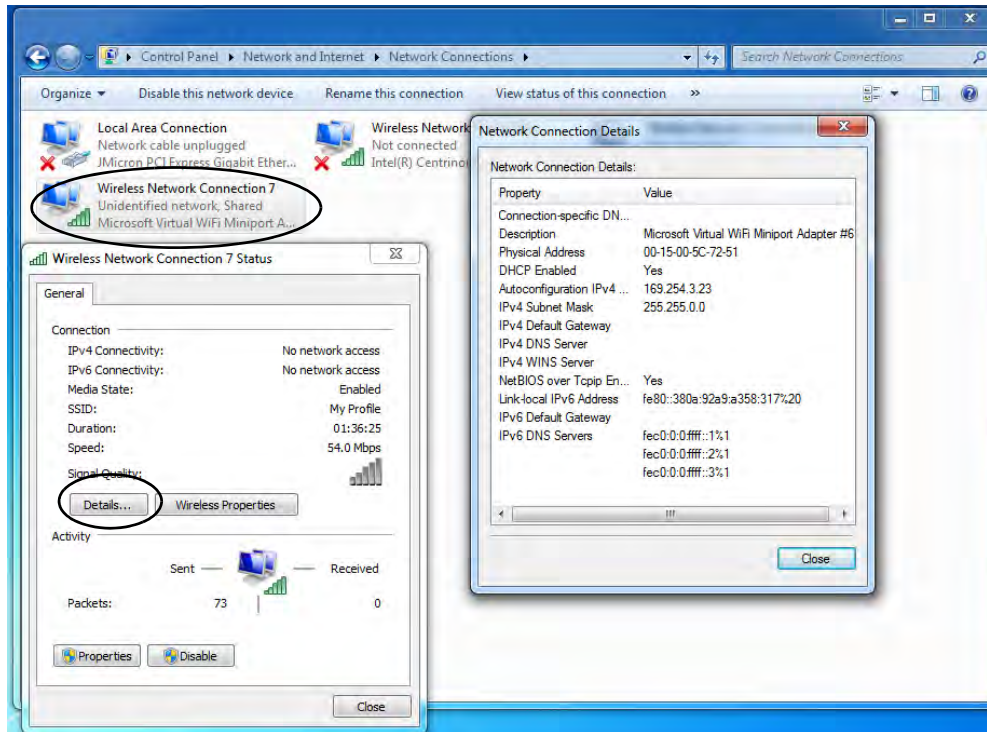 Control Panel ▸ Network and Internet ▸ Network Connections ▸
Search Network Connections
Organize ▾ Disable this network device Rename this connection View status of this connection »
Local Area Connection
Network cable unplugged
JMicron PCI Express Gigabit Ether...
Wireless Network
Not connected
Intel(R) Centrino
Wireless Network Connection 7
Unidentified network, Shared
Microsoft Virtual WiFi Miniport A...
Wireless Network Connection 7 Status
General
Connection
IPv4 Connectivity: No network access
IPv6 Connectivity: No network access
Media State: Enabled
SSID: My Profile
Duration: 01:36:25
Speed: 54.0 Mbps
Signal Quality:
Details... Wireless Properties
Activity
Sent — — Received
Packets: 73 0
Properties Disable
Close
Network Connection Details
Network Connection Details:
Property Value
Connection-specific DN...
Description Microsoft Virtual WiFi Miniport Adapter #6
Physical Address 00-15-00-5C-72-51
DHCP Enabled Yes
Autoconfiguration IPv4 ... 169.254.3.23
IPv4 Subnet Mask 255.255.0.0
IPv4 Default Gateway
IPv4 DNS Server
IPv4 WINS Server
NetBIOS over Tcpip En... Yes
Link-local IPv6 Address fe80::380a:92a9:a358:317%20
IPv6 Default Gateway
IPv6 DNS Servers fec0:0:0:ffff::1%1
fec0:0:0:ffff::2%1
fec0:0:0:ffff::3%1
Close